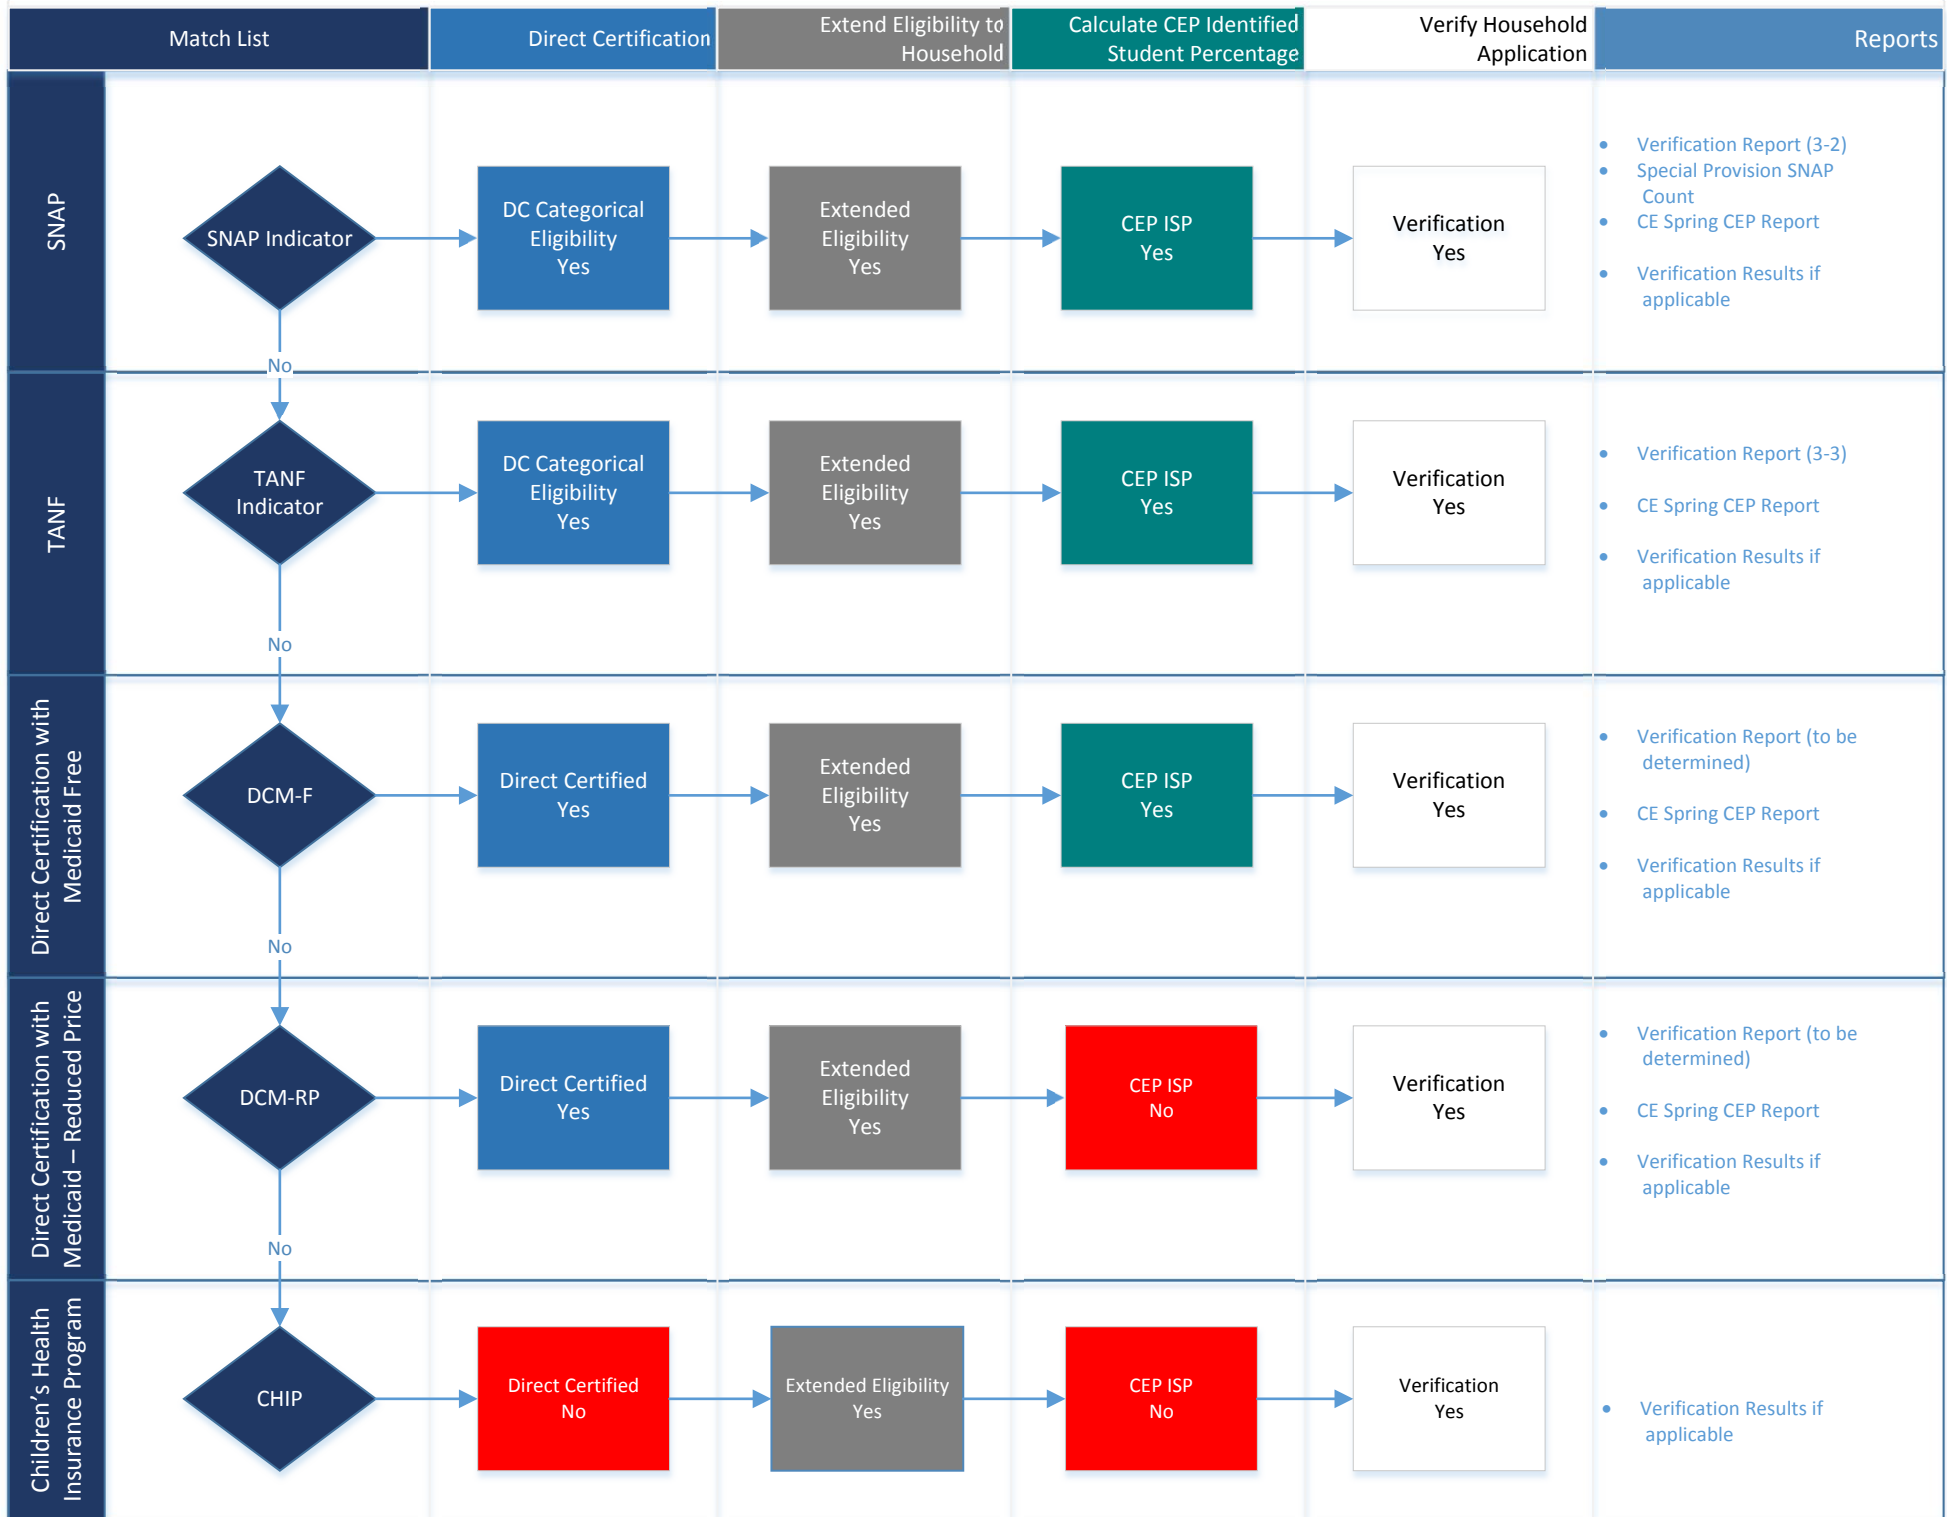 Match List
Direct Certification
Extend Eligibility to
Household
Calculate CEP Identified
Student Percentage
Verify Household
Application
Reports
SNAP
SNAP Indicator
DC Categorical
Eligibility
Yes
Extended
Eligibility
Yes
CEP ISP
Yes
Verification
Yes
• Verification Report (3-2)
• Special Provision SNAP
Count
• CE Spring CEP Report
• Verification Results if
applicable
No
TANF
TANF
Indicator
DC Categorical
Eligibility
Yes
Extended
Eligibility
Yes
CEP ISP
Yes
Verification
Yes
• Verification Report (3-3)
• CE Spring CEP Report
• Verification Results if
applicable
No
Direct Certification with
Medicaid Free
DCM-F
Direct Certified
Yes
Extended
Eligibility
Yes
CEP ISP
Yes
Verification
Yes
• Verification Report (to be
determined)
• CE Spring CEP Report
• Verification Results if
applicable
No
Direct Certification with
Medicaid – Reduced Price
DCM-RP
Direct Certified
Yes
Extended
Eligibility
Yes
CEP ISP
No
Verification
Yes
• Verification Report (to be
determined)
• CE Spring CEP Report
• Verification Results if
applicable
No
Children's Health
Insurance Program
CHIP
Direct Certified
No
Extended Eligibility
Yes
CEP ISP
No
Verification
Yes
• Verification Results if
applicable